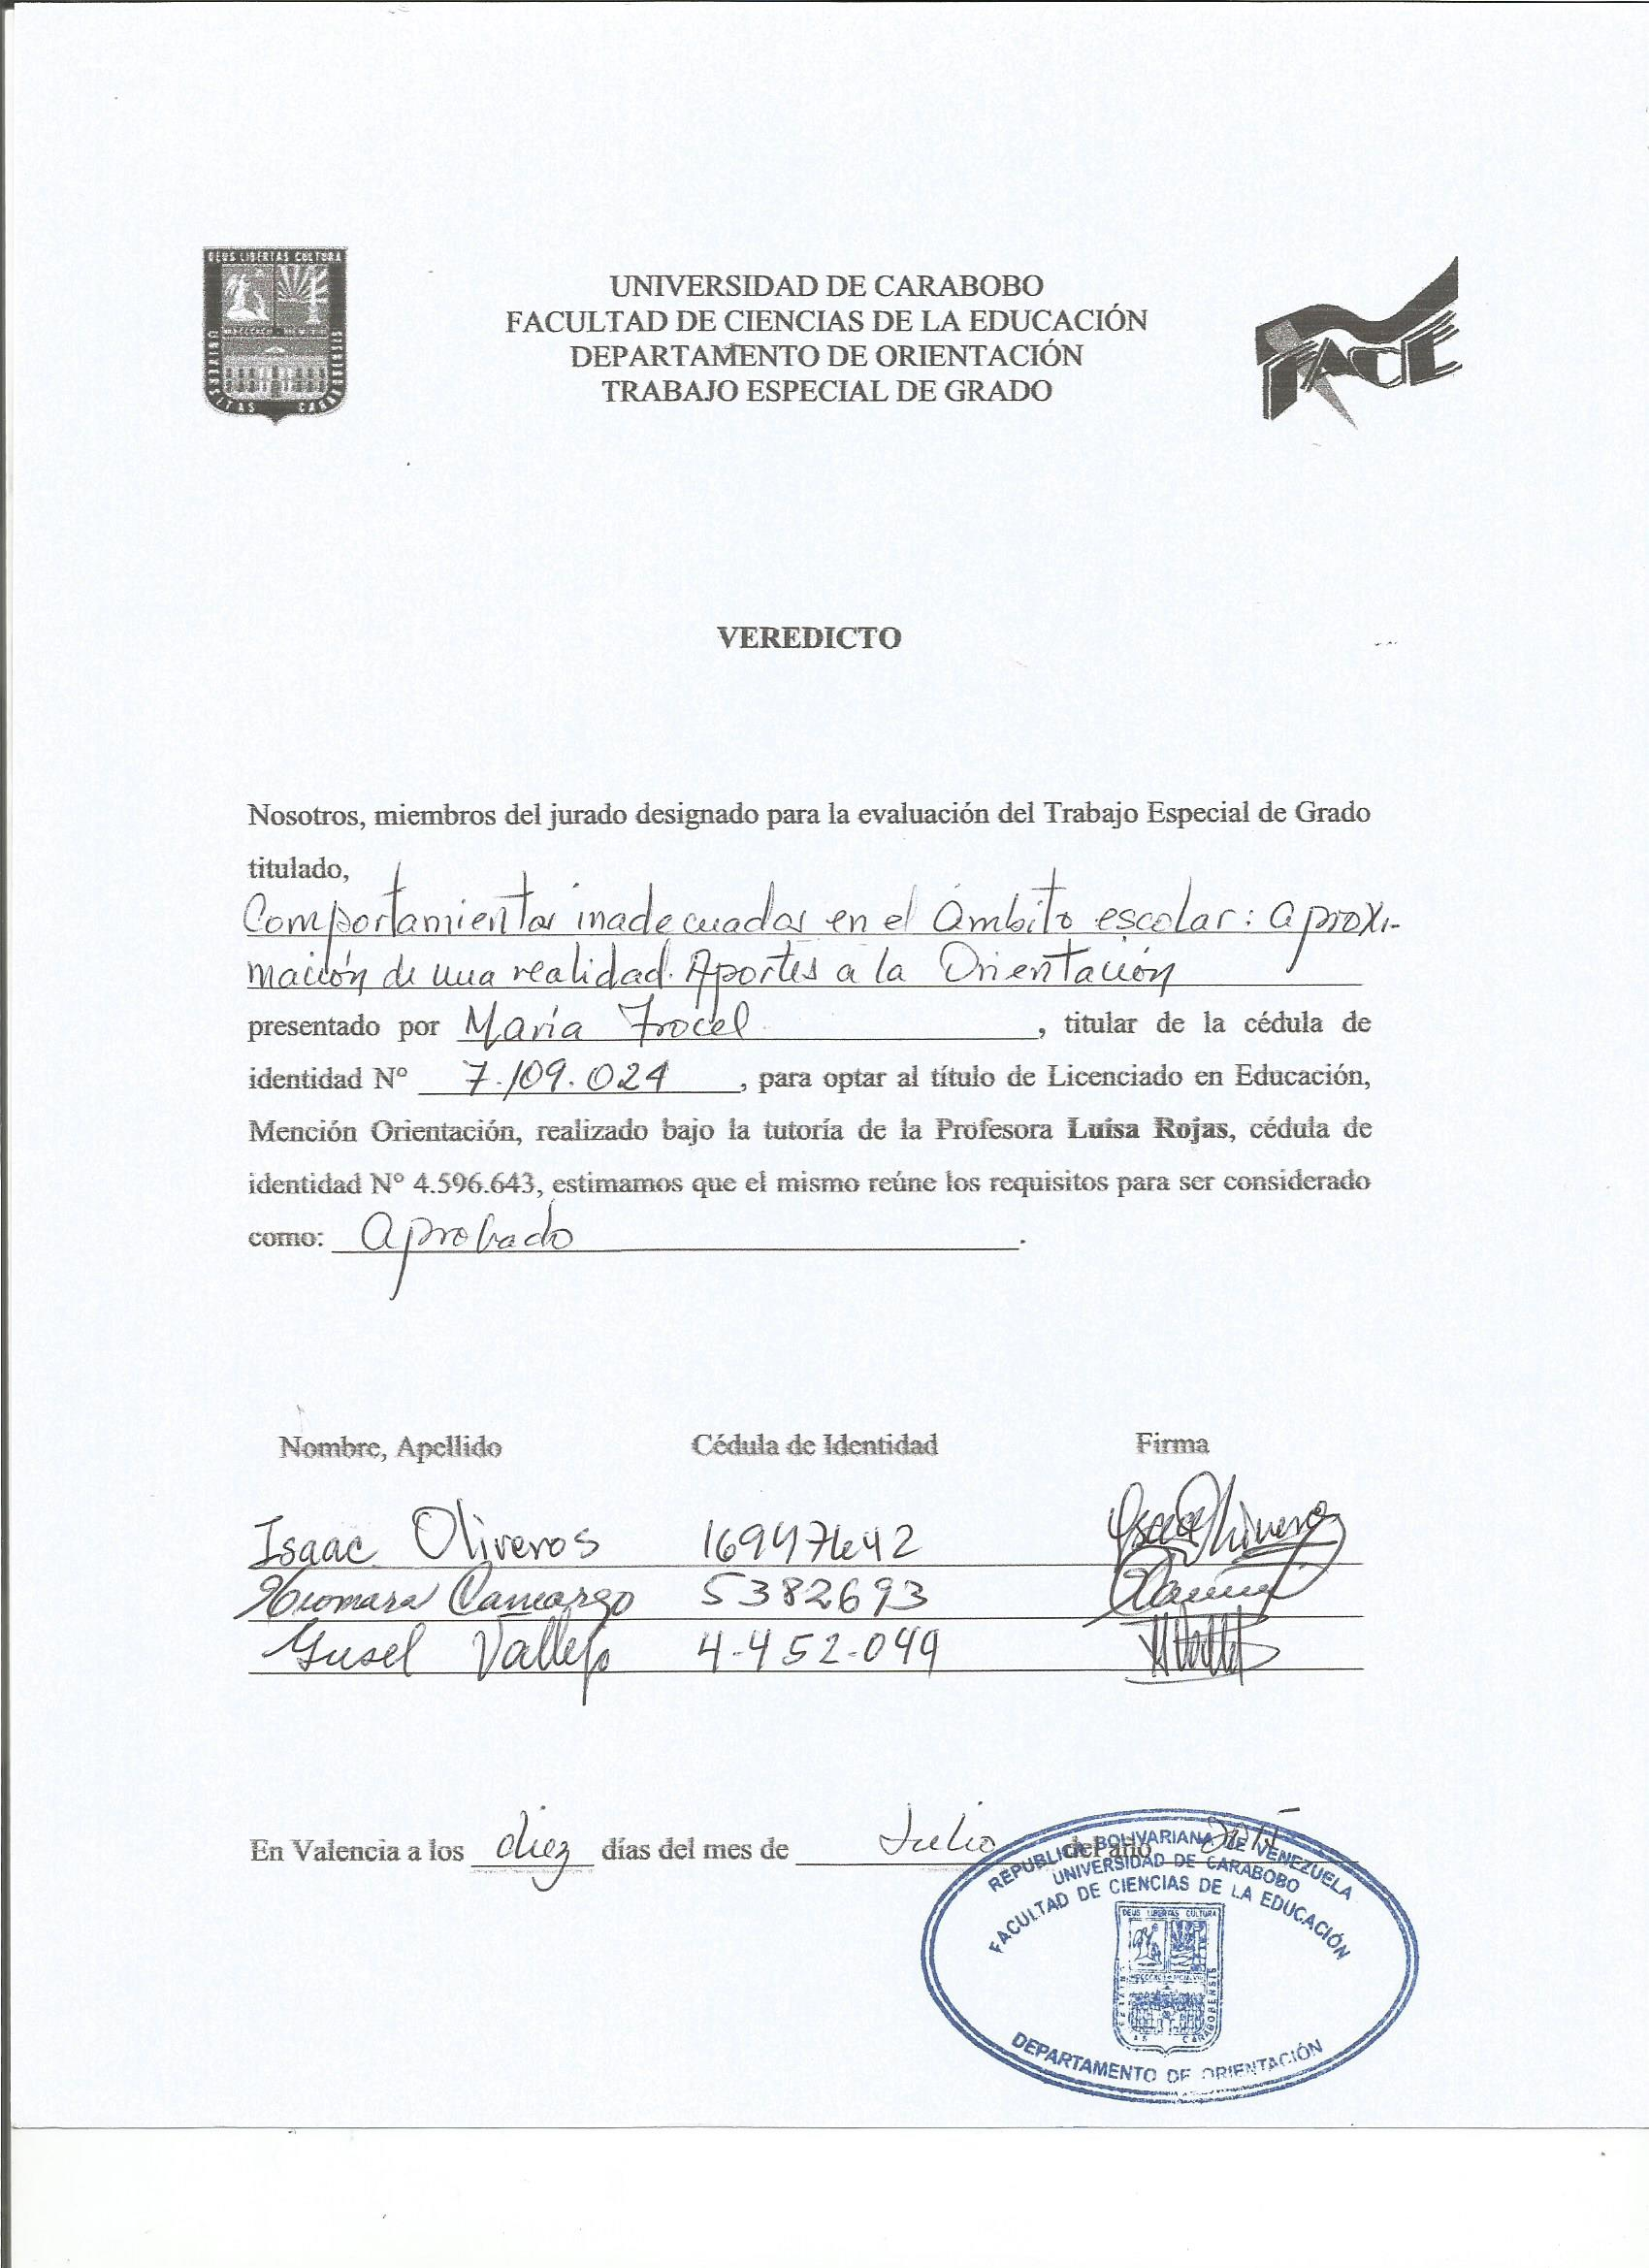 DEUS LIBERTAS CULTURA
UNIVERSIDAD DE CARABOBO
FACULTAD DE CIENCIAS DE LA EDUCACIÓN
DEPARTAMENTO DE ORIENTACIÓN
TRABAJO ESPECIAL DE GRADO
FACE
VEREDICTO
Nosotros, miembros del jurado designado para la evaluación del Trabajo Especial de Grado
titulado,
Comportamientos inadecuados en el ámbito escolar: aproxi-
mación de una realidad. Aportes a la Orientación
presentado por María Frocel, titular de la cédula de
identidad N° 7.109.024, para optar al título de Licenciado en Educación,
Mención Orientación, realizado bajo la tutoría de la Profesora Luisa Rojas, cédula de
identidad N° 4.596.643, estimamos que el mismo reúne los requisitos para ser considerado
como: Aprobado.
Nombre, Apellido Cédula de Identidad Firma
Isaac Oliveros 16947642
Xiomara Camargo 5382693
Gusel Vallejo 4-452-049
En Valencia a los diez días del mes de Julio del año
REPUBLICA BOLIVARIANA DE VENEZUELA
UNIVERSIDAD DE CARABOBO
FACULTAD DE CIENCIAS DE LA EDUCACIÓN
DEUS LIBERTAS CULTURA
DEPARTAMENTO DE ORIENTACIÓN